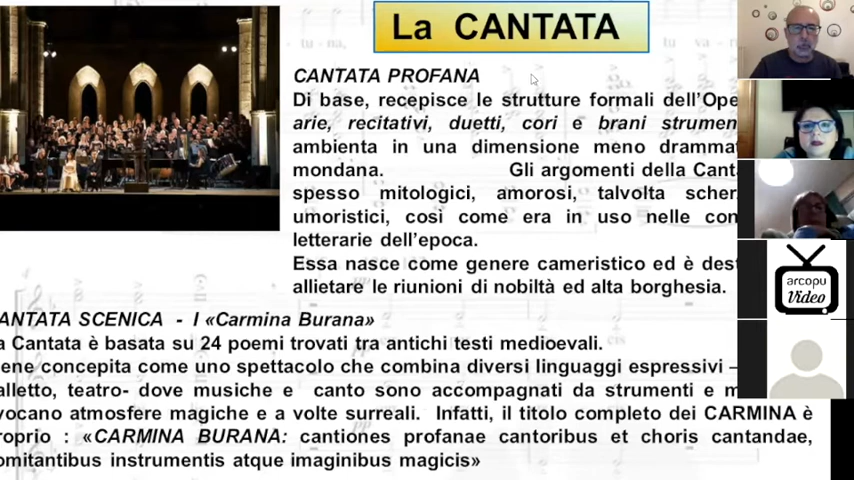 La CANTATA
CANTATA PROFANA
Di base, recepisce le strutture formali dell'Ope
arie, recitativi, duetti, cori e brani strumen
ambienta in una dimensione meno drammat
mondana. Gli argomenti della Cant
spesso mitologici, amorosi, talvolta scher
umoristici, così come era in uso nelle con
letterarie dell'epoca.
Essa nasce come genere cameristico ed è dest
allietare le riunioni di nobiltà ed alta borghesia.
ANTATA SCENICA - I «Carmina Burana»
a Cantata è basata su 24 poemi trovati tra antichi testi medioevali.
ene concepita come uno spettacolo che combina diversi linguaggi espressivi –
alletto, teatro- dove musiche e canto sono accompagnati da strumenti e m
vocano atmosfere magiche e a volte surreali. Infatti, il titolo completo dei CARMINA è
roprio : «CARMINA BURANA: cantiones profanae cantoribus et choris cantandae,
omitantibus instrumentis atque imaginibus magicis»
arcopu
Video